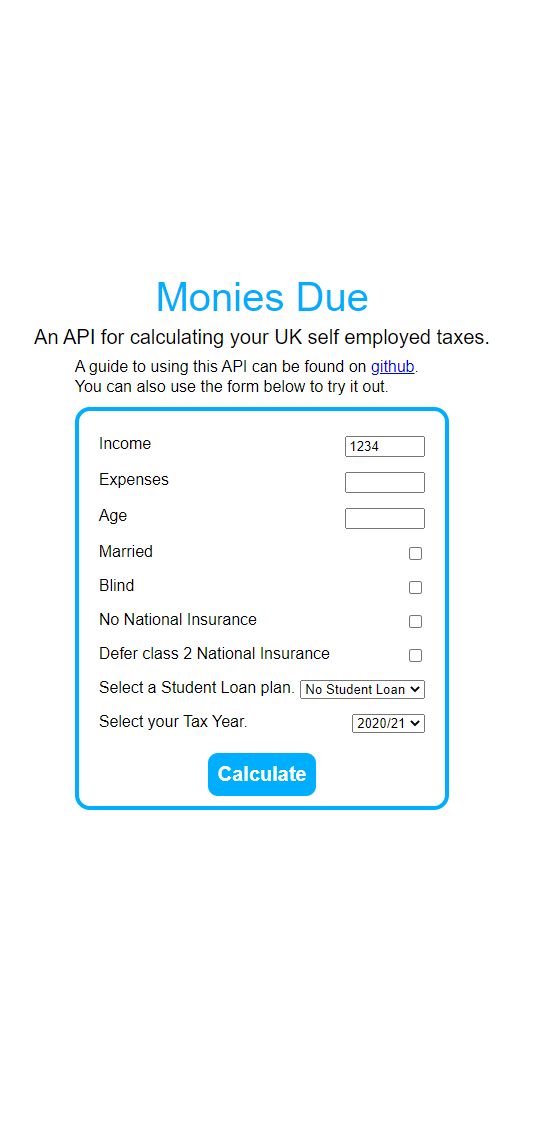 Monies Due
An API for calculating your UK self employed taxes.
A guide to using this API can be found on github.
You can also use the form below to try it out.
Income 1234
Expenses
Age
Married
Blind
No National Insurance
Defer class 2 National Insurance
Select a Student Loan plan. No Student Loan
Select your Tax Year. 2020/21
Calculate